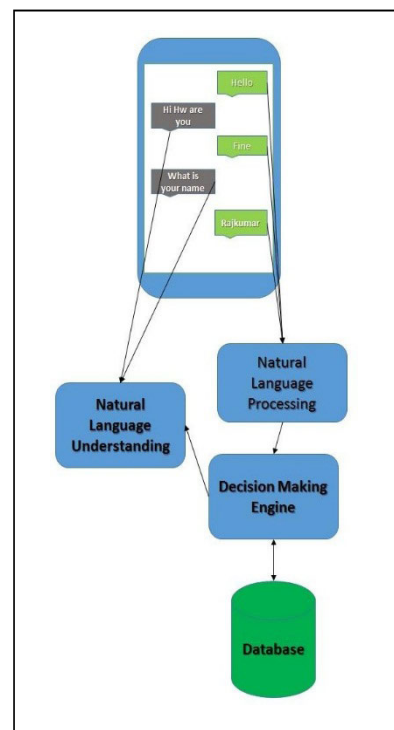 Hello
Hi Hw are
you
Fine
What is
your name
Rajkumar
Natural
Language
Processing
Natural
Language
Understanding
Decision Making
Engine
Database